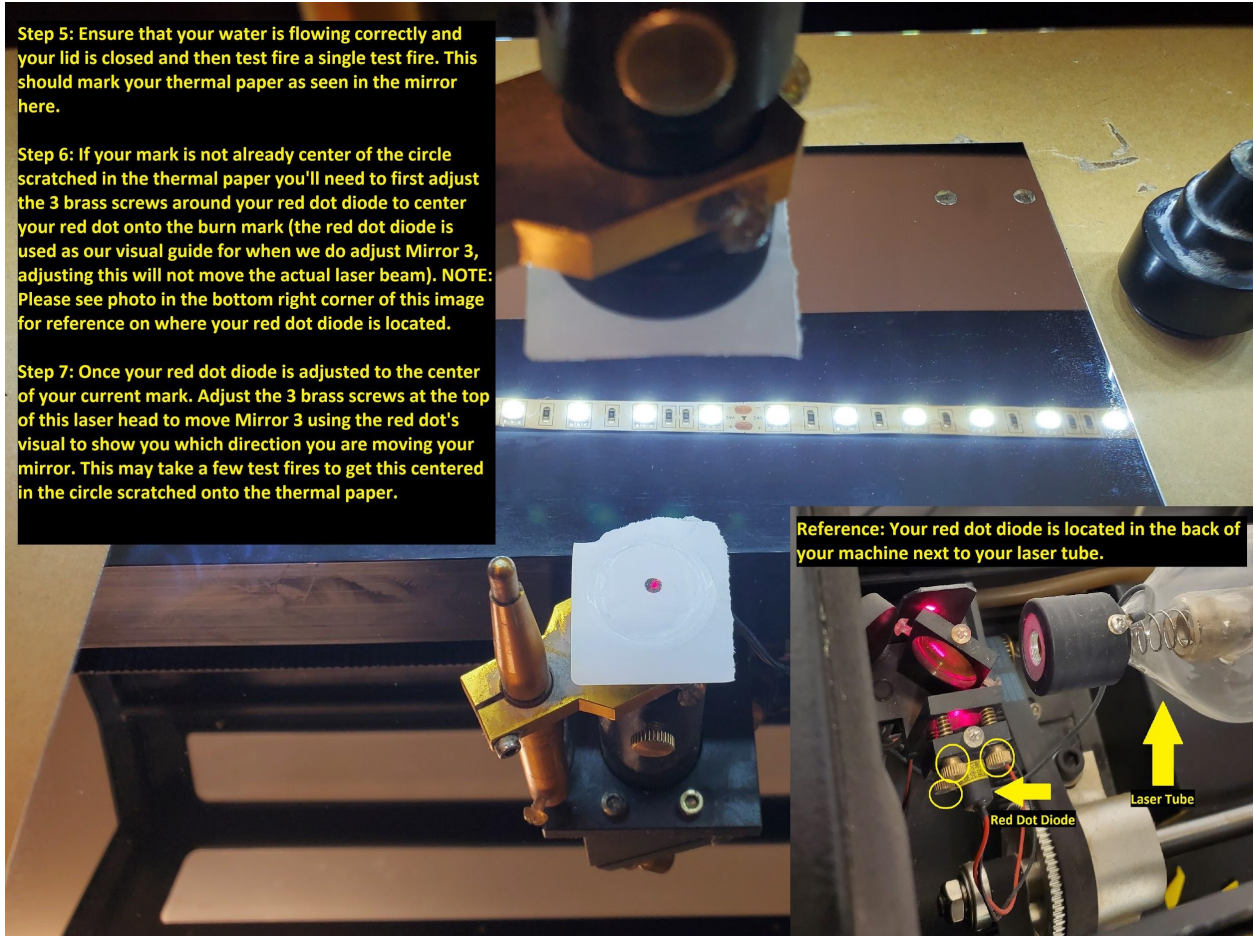 Step 5: Ensure that your water is flowing correctly and
your lid is closed and then test fire a single test fire. This
should mark your thermal paper as seen in the mirror
here.
Step 6: If your mark is not already center of the circle
scratched in the thermal paper you'll need to first adjust
the 3 brass screws around your red dot diode to center
your red dot onto the burn mark (the red dot diode is
used as our visual guide for when we do adjust Mirror 3,
adjusting this will not move the actual laser beam). NOTE:
Please see photo in the bottom right corner of this image
for reference on where your red dot diode is located.
Step 7: Once your red dot diode is adjusted to the center
of your current mark. Adjust the 3 brass screws at the top
of this laser head to move Mirror 3 using the red dot's
visual to show you which direction you are moving your
mirror. This may take a few test fires to get this centered
in the circle scratched onto the thermal paper.
Reference: Your red dot diode is located in the back of
your machine next to your laser tube.
Laser Tube
Red Dot Diode